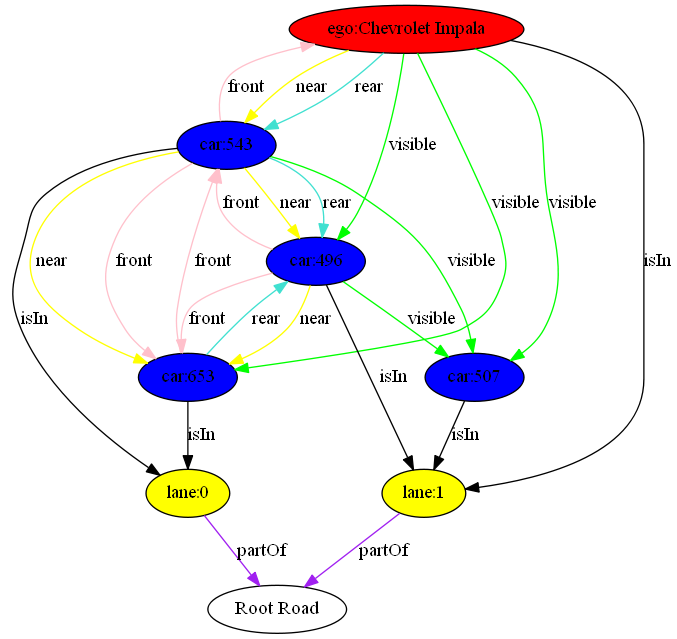 ego:Chevrolet Impala
front
near
rear
car:543
visible
near
front
front
front
near
rear
visible
visible
visible
isIn
car:496
isIn
front
rear
near
visible
car:653
car:507
isIn
isIn
isIn
lane:0
lane:1
partOf
partOf
Root Road